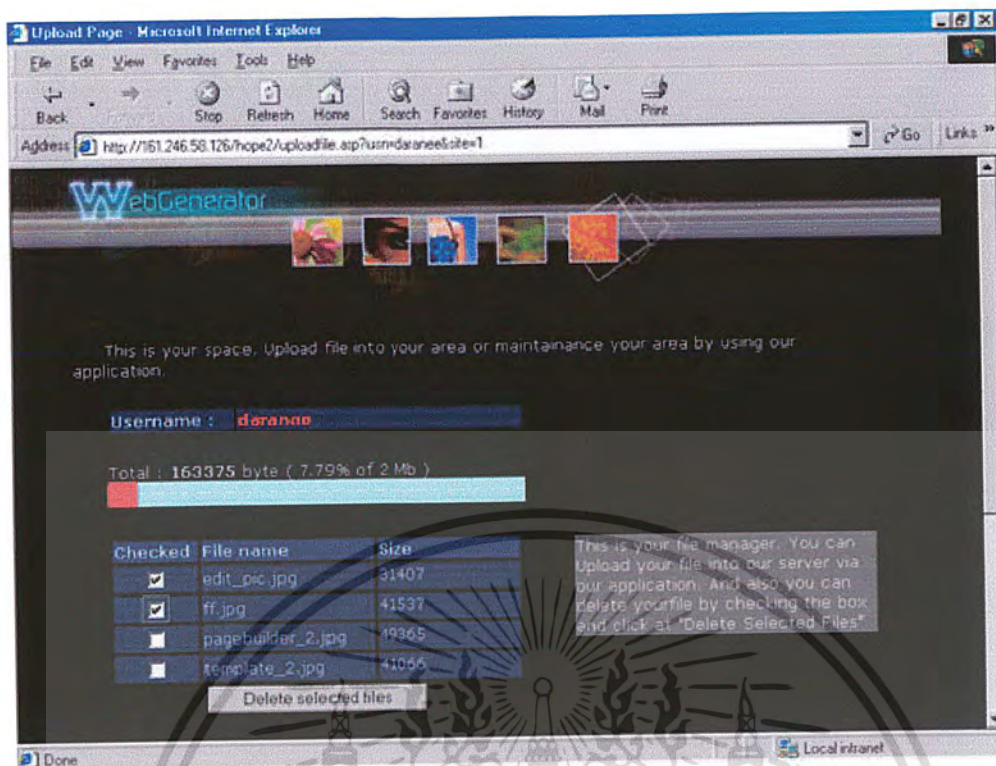 Upload Page - Microsoft Internet Explorer
File Edit View Favorites Tools Help
Back Forward Stop Refresh Home Search Favorites History Mail Print
Address http://161.246.58.126/hope2/uploadfile.asp?usn=daranee&site=1 Go Links »
WebGenerator
This is your space, Upload file into your area or maintainance your area by using our
application.
Username : daranee
Total : 163375 byte ( 7.79% of 2 Mb )
Checked File name Size
edit_pic.jpg 31407
ff.jpg 41537
pagebuilder_2.jpg 49365
template_2.jpg 41066
Delete selected files
This is your file manager. You can
Upload your file into our server via
our application. And also you can
delete yourfile by checking the box
and click at "Delete Selected Files"
Done Local intranet